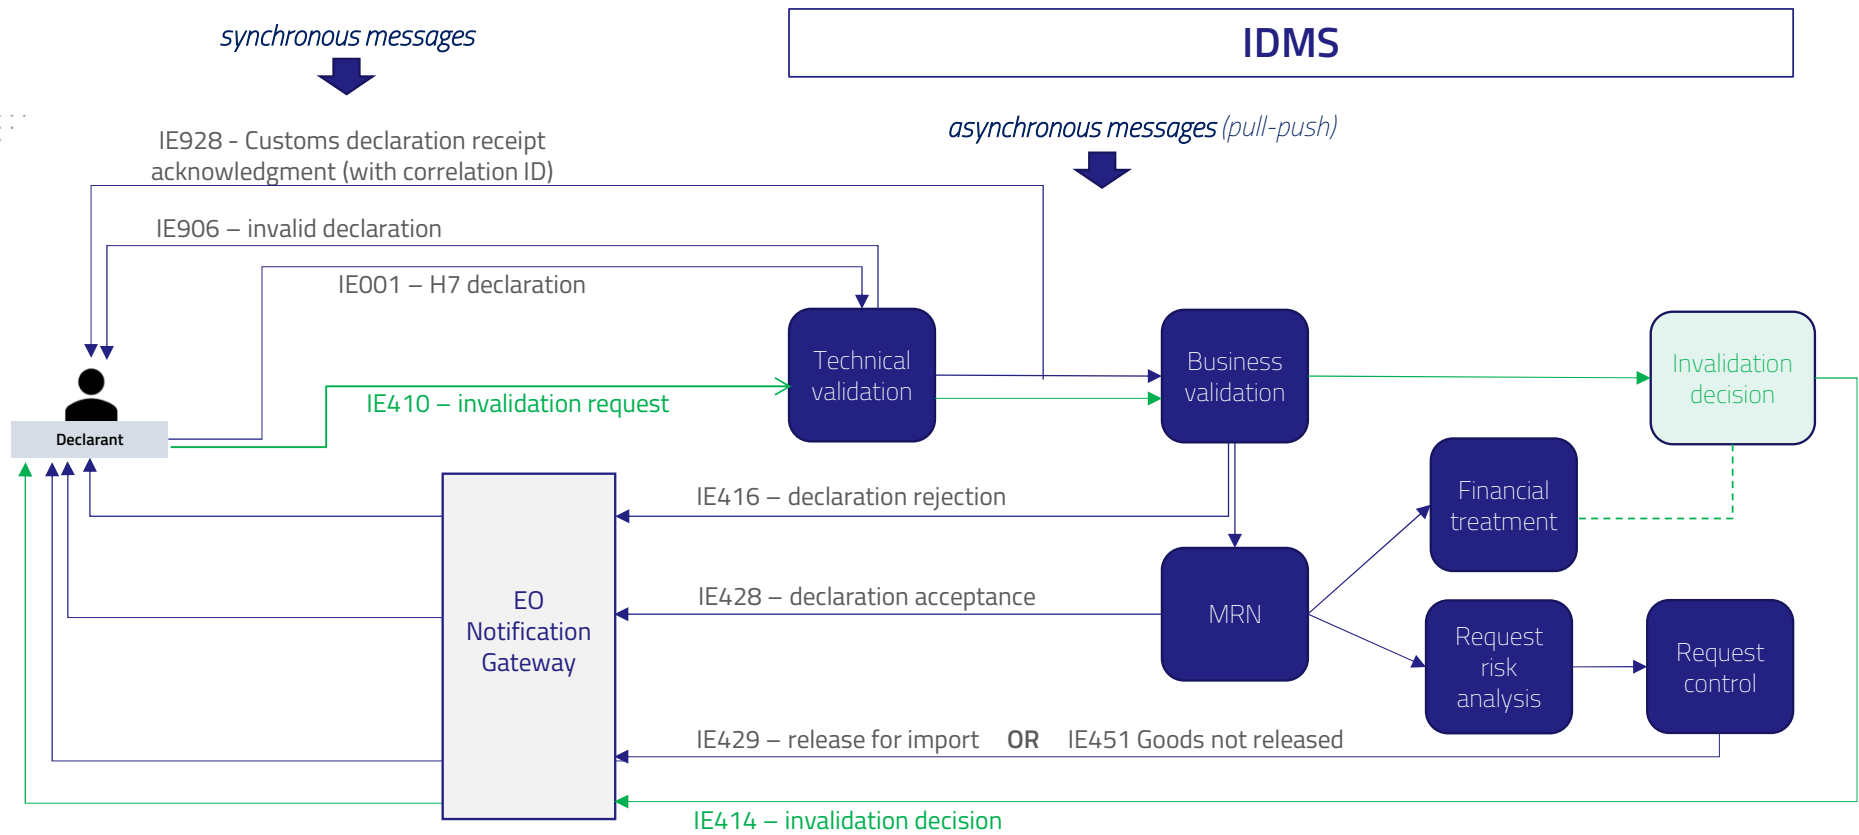 synchronous messages
IDMS
asynchronous messages (pull-push)
IE928 - Customs declaration receipt
acknowledgment (with correlation ID)
IE906 – invalid declaration
IE001 – H7 declaration
Technical
validation
Business
validation
Invalidation
decision
IE410 – invalidation request
Declarant
IE416 – declaration rejection
Financial
treatment
EO
Notification
Gateway
IE428 – declaration acceptance
MRN
Request
risk
analysis
Request
control
IE429 – release for import OR IE451 Goods not released
IE414 – invalidation decision